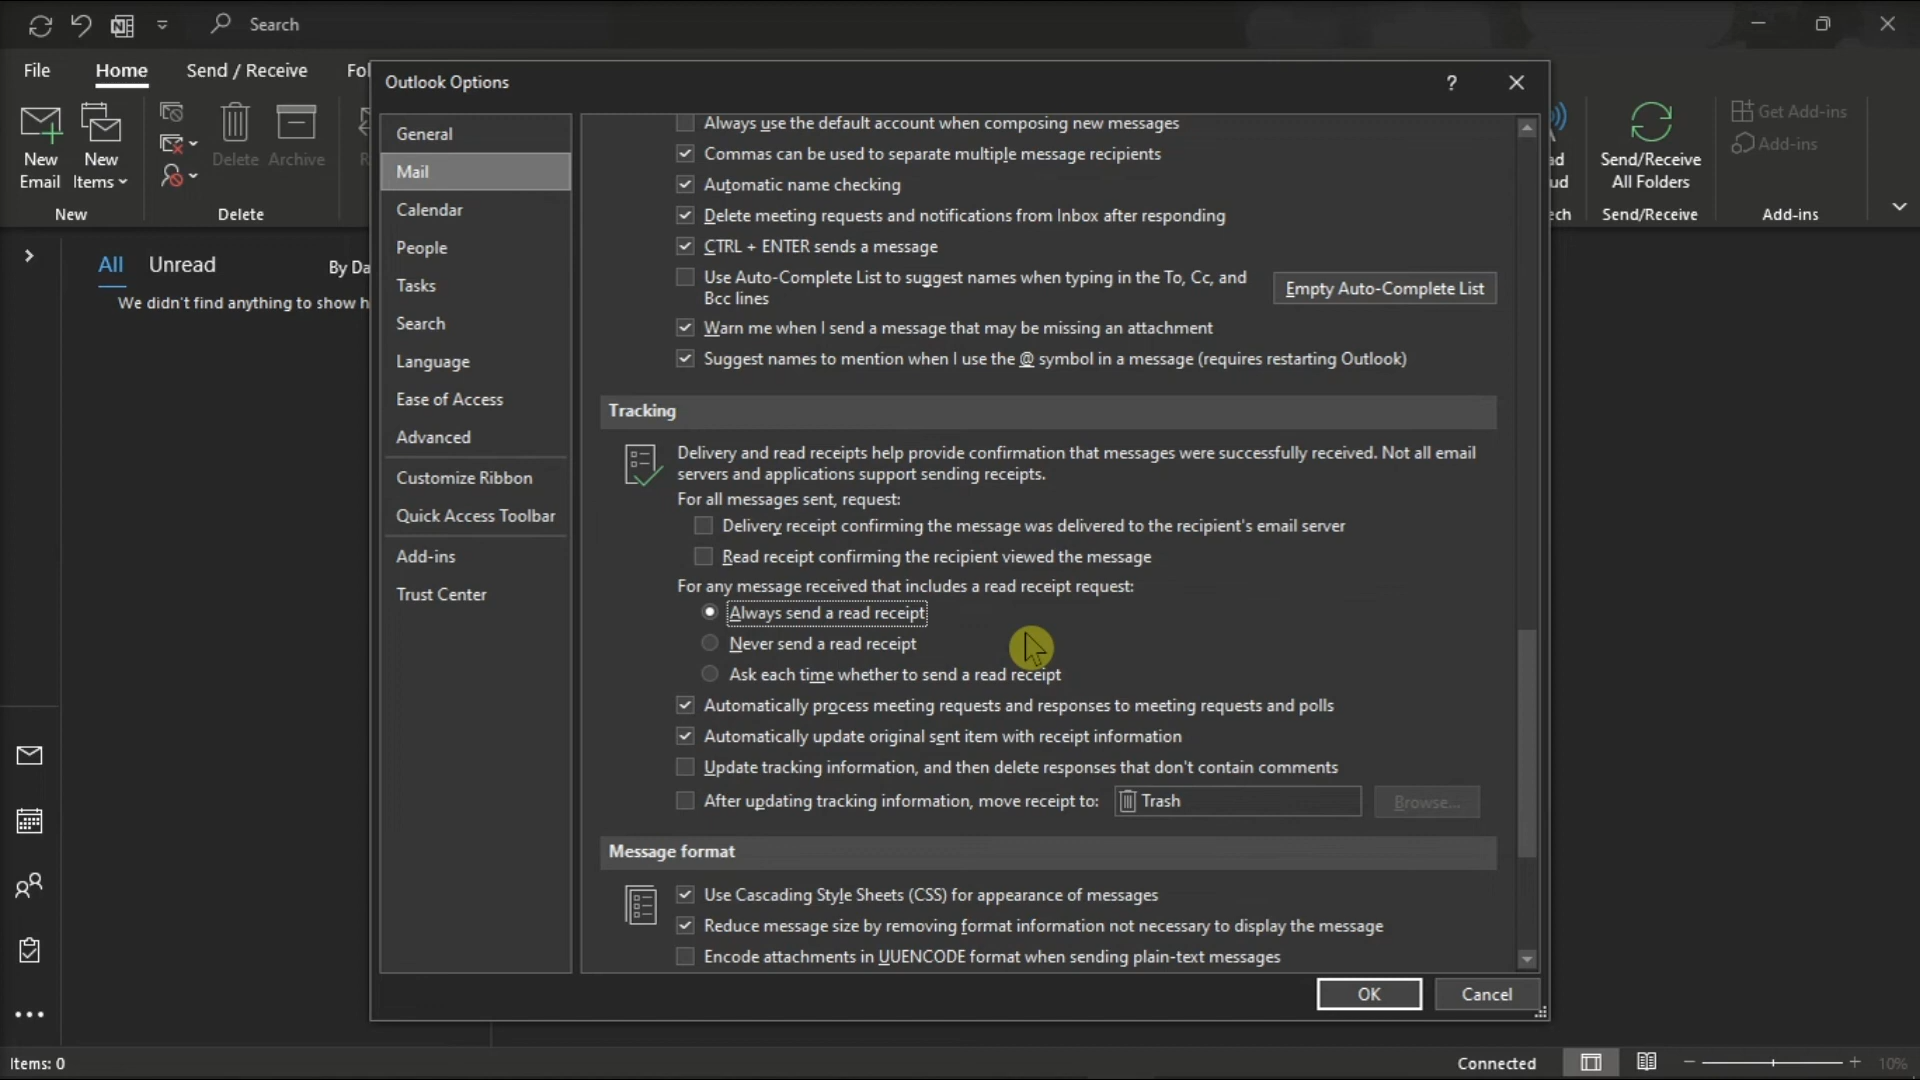 Search
File
Home
Send / Receive
Fol
New
Email
New
Items
New
Delete
Archive
Delete
R
ad
ud
ech
Send/Receive
All Folders
Send/Receive
Get Add-ins
Add-ins
Add-ins
All
Unread
By Da
We didn't find anything to show h
Outlook Options
?
General
Mail
Calendar
People
Tasks
Search
Language
Ease of Access
Advanced
Customize Ribbon
Quick Access Toolbar
Add-ins
Trust Center
Always use the default account when composing new messages
Commas can be used to separate multiple message recipients
Automatic name checking
Delete meeting requests and notifications from Inbox after responding
CTRL + ENTER sends a message
Use Auto-Complete List to suggest names when typing in the To, Cc, and
Bcc lines
Empty Auto-Complete List
Warn me when I send a message that may be missing an attachment
Suggest names to mention when I use the @ symbol in a message (requires restarting Outlook)
Tracking
Delivery and read receipts help provide confirmation that messages were successfully received. Not all email
servers and applications support sending receipts.
For all messages sent, request:
Delivery receipt confirming the message was delivered to the recipient's email server
Read receipt confirming the recipient viewed the message
For any message received that includes a read receipt request:
Always send a read receipt
Never send a read receipt
Ask each time whether to send a read receipt
Automatically process meeting requests and responses to meeting requests and polls
Automatically update original sent item with receipt information
Update tracking information, and then delete responses that don't contain comments
After updating tracking information, move receipt to:
Trash
Browse...
Message format
Use Cascading Style Sheets (CSS) for appearance of messages
Reduce message size by removing format information not necessary to display the message
Encode attachments in UUENCODE format when sending plain-text messages
OK
Cancel
Items: 0
Connected
10%